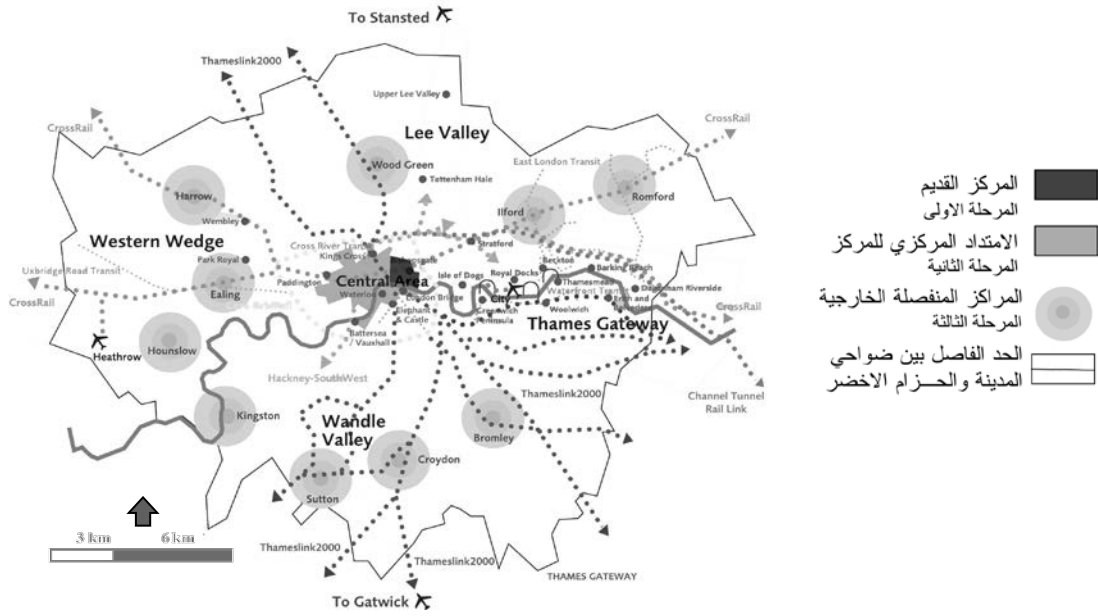 To Stansted
Thameslink2000
Upper Lee Valley
CrossRail
Lee Valley
CrossRail
Wood Green
East London Transit
Tottenham Hale
Harrow
Romford
Ilford
Wembley
Western Wedge
Cross River Transit
Kings Cross
Stratford
Park Royal
Uxbridge Road Transit
Paddington
Central Area
Isle of Dogs
Royal Docks
Beckton
Barking Reach
Thamesmead
Dagenham Riverside
Waterfront Transit
CrossRail
Ealing
Waterloo
London Bridge
City
Elephant
& Castle
Greenwich
Peninsula
Woolwich
CrossRail
Battersea
/ Vauxhall
Thames Gateway
Hounslow
Heathrow
Hackney-SouthWest
Channel Tunnel
Rail Link
Thameslink2000
Kingston
Wandle
Valley
Bromley
Croydon
Sutton
3 km
6 km
Thameslink2000
Thameslink2000
THAMES GATEWAY
To Gatwick
المركز القديم
المرحلة الاولى
الامتداد المركزي للمركز
المرحلة الثانية
المراكز المنفصلة الخارجية
المرحلة الثالثة
الحد الفاصل بين ضواحي
المدينة والحـــزام الاخضر